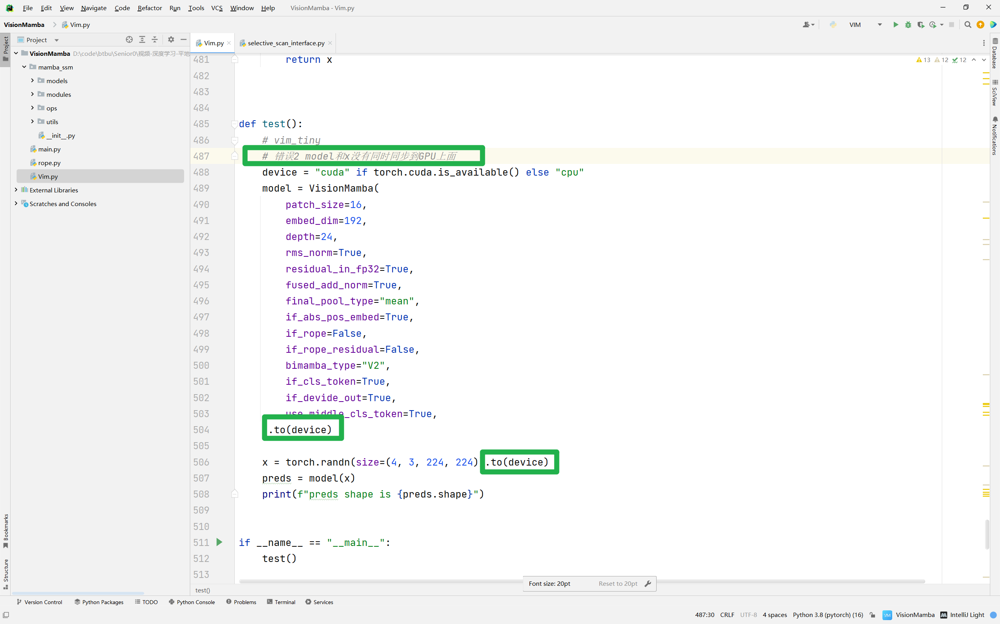 File Edit View Navigate Code Refactor Run Tools VCS Window Help VisionMamba - Vim.py
VisionMamba Vim.py VIM
Project
Vim.py selective_scan_interface.py
VisionMamba D:\code\btbu\Senior0\视频-深度学习-平地
mamba_ssm
models
modules
ops
utils
__init__.py
main.py
rope.py
Vim.py
External Libraries
Scratches and Consoles
Project
Bookmarks
Structure
13 12 12
481 return x
482
483
484
485 def test():
486 # vim_tiny
487 # 错误2 model和x没有同时同步到GPU上面
488 device = "cuda" if torch.cuda.is_available() else "cpu"
489 model = VisionMamba(
490 patch_size=16,
491 embed_dim=192,
492 depth=24,
493 rms_norm=True,
494 residual_in_fp32=True,
495 fused_add_norm=True,
496 final_pool_type="mean",
497 if_abs_pos_embed=True,
498 if_rope=False,
499 if_rope_residual=False,
500 bimamba_type="V2",
501 if_cls_token=True,
502 if_devide_out=True,
503 use_middle_cls_token=True,
504 .to(device)
505
506 x = torch.randn(size=(4, 3, 224, 224).to(device)
507 preds = model(x)
508 print(f"preds shape is {preds.shape}")
509
510
511 if __name__ == "__main__":
512 test()
513
Font size: 20pt Reset to 20pt
test()
Database
SciView
Notifications
Version Control Python Packages TODO Python Console Problems Terminal Services
487:30 CRLF UTF-8 4 spaces Python 3.8 (pytorch) (16) VM VisionMamba IntelliJ Light